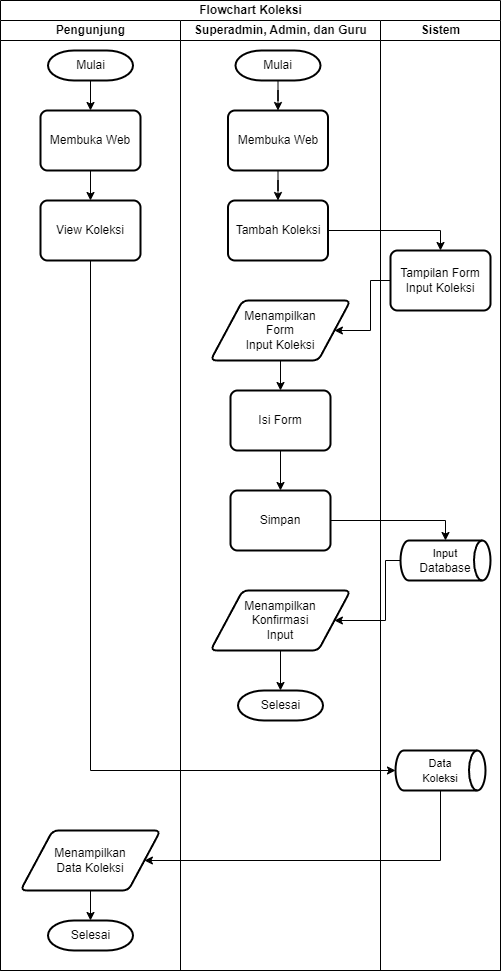 Flowchart Koleksi
Pengunjung
Superadmin, Admin, dan Guru
Sistem
Mulai
Mulai
Membuka Web
Membuka Web
View Koleksi
Tambah Koleksi
Tampilan Form
Input Koleksi
Menampilkan
Form
Input Koleksi
Isi Form
Simpan
Input
Database
Menampilkan
Konfirmasi
Input
Selesai
Data
Koleksi
Menampilkan
Data Koleksi
Selesai